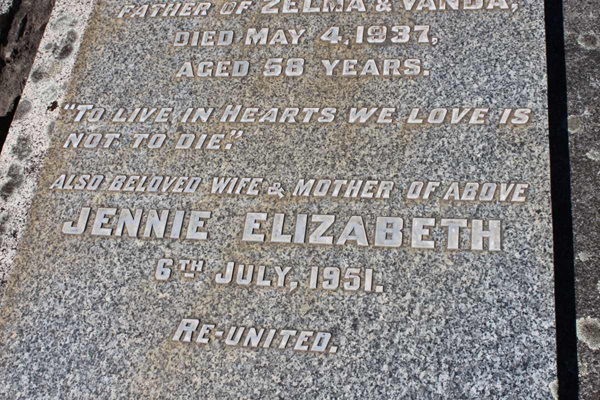 FATHER OF ZELMA & VANDA,
DIED MAY 4, 1937,
AGED 58 YEARS.
"TO LIVE IN HEARTS WE LOVE IS
NOT TO DIE."
ALSO BELOVED WIFE & MOTHER OF ABOVE
JENNIE ELIZABETH
6TH JULY, 1951.
RE-UNITED.